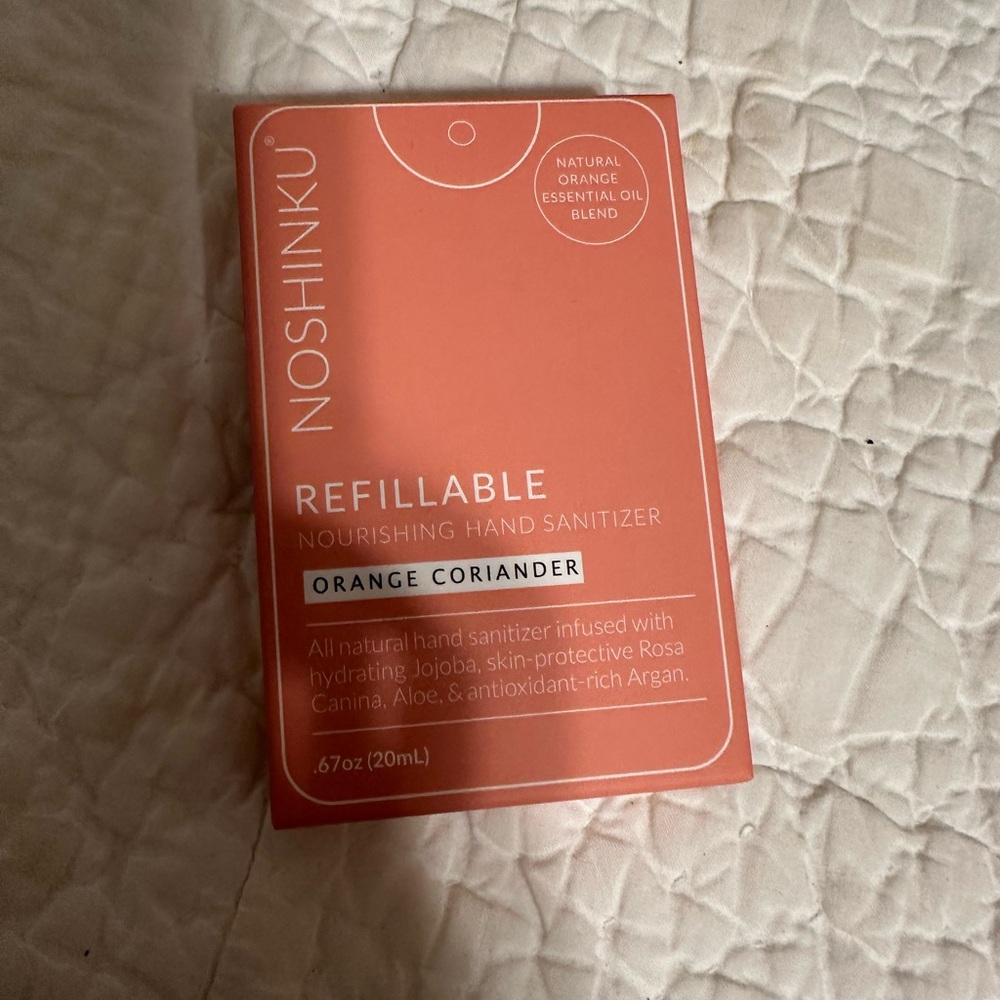 NOSHINKU®
NATURAL
ORANGE
ESSENTIAL OIL
BLEND
REFILLABLE
NOURISHING HAND SANITIZER
ORANGE CORIANDER
All natural hand sanitizer infused with
hydrating Jojoba, skin-protective Rosa
Canina, Aloe, & antioxidant-rich Argan.
.67oz (20mL)